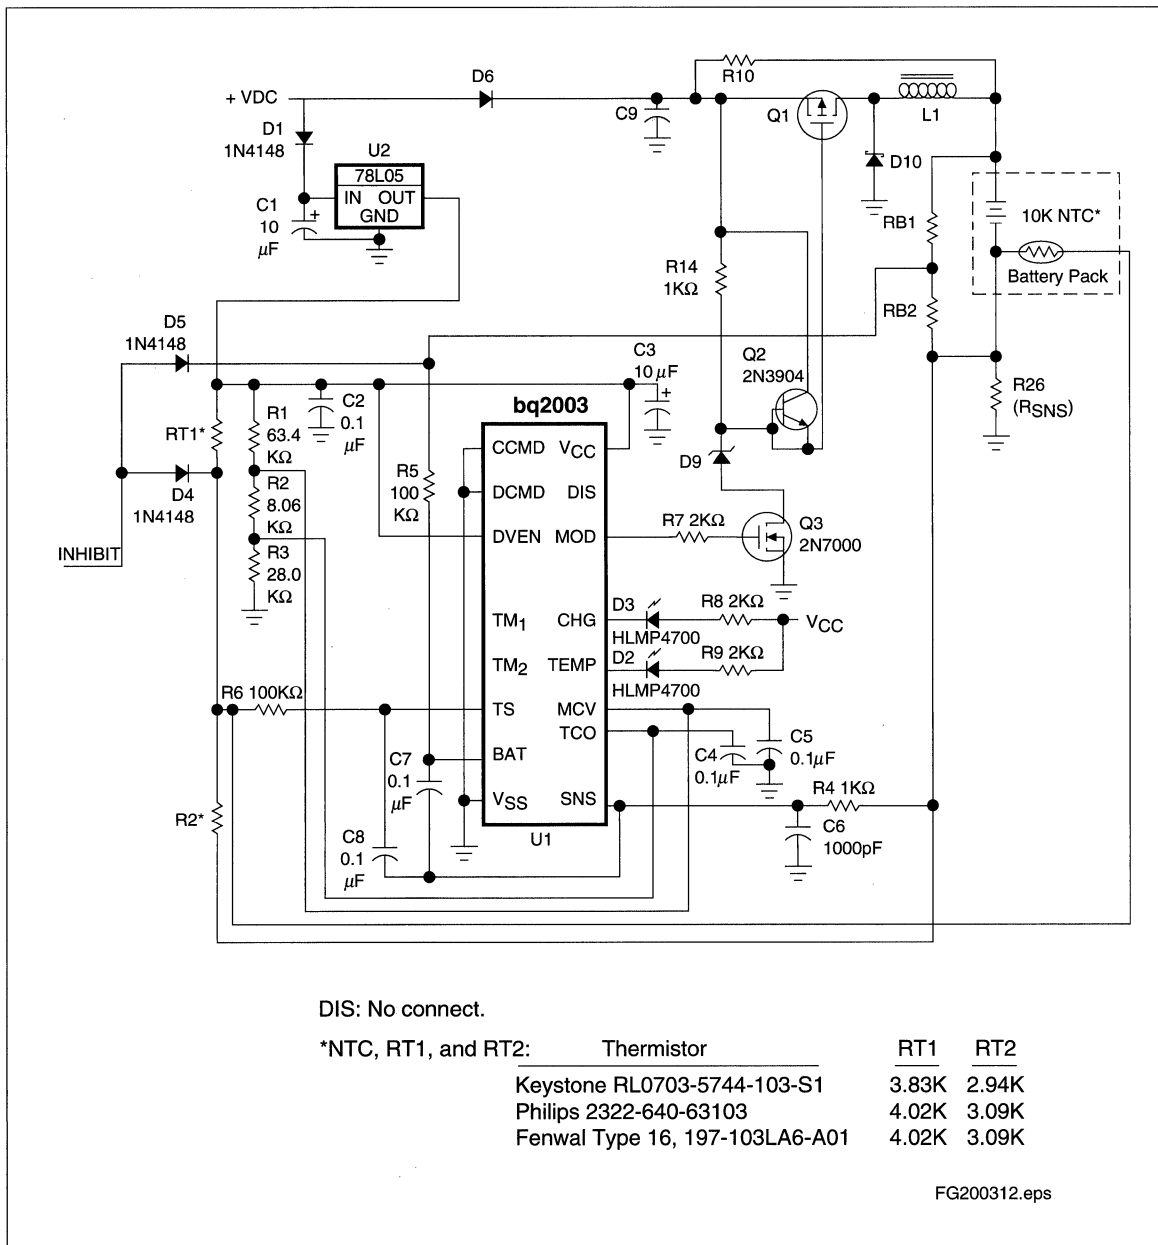 R10
D6
+ VDC
C9
Q1
L1
D1
1N4148
U2
78L05
IN OUT
GND
D10
C1
10
µF
+
RB1
10K NTC*
Battery Pack
R14
1KΩ
RB2
D5
1N4148
C3
10 µF
+
Q2
2N3904
R26
(RSNS)
bq2003
C2
0.1
µF
R1
63.4
KΩ
RT1*
R2
8.06
KΩ
D4
1N4148
R5
100
KΩ
D9
R3
28.0
KΩ
INHIBIT
CCMD VCC
DCMD DIS
DVEN MOD
TM1 CHG
TM2 TEMP
TS MCV
TCO
BAT
VSS SNS
U1
R7 2KΩ
Q3
2N7000
D3
HLMP4700
R8 2KΩ
VCC
D2
HLMP4700
R9 2KΩ
R6 100KΩ
C7
0.1
µF
C4
0.1µF
C5
0.1µF
R4 1KΩ
C6
1000pF
R2*
C8
0.1
µF
DIS: No connect.
*NTC, RT1, and RT2: Thermistor RT1 RT2
Keystone RL0703-5744-103-S1 3.83K 2.94K
Philips 2322-640-63103 4.02K 3.09K
Fenwal Type 16, 197-103LA6-A01 4.02K 3.09K
FG200312.eps